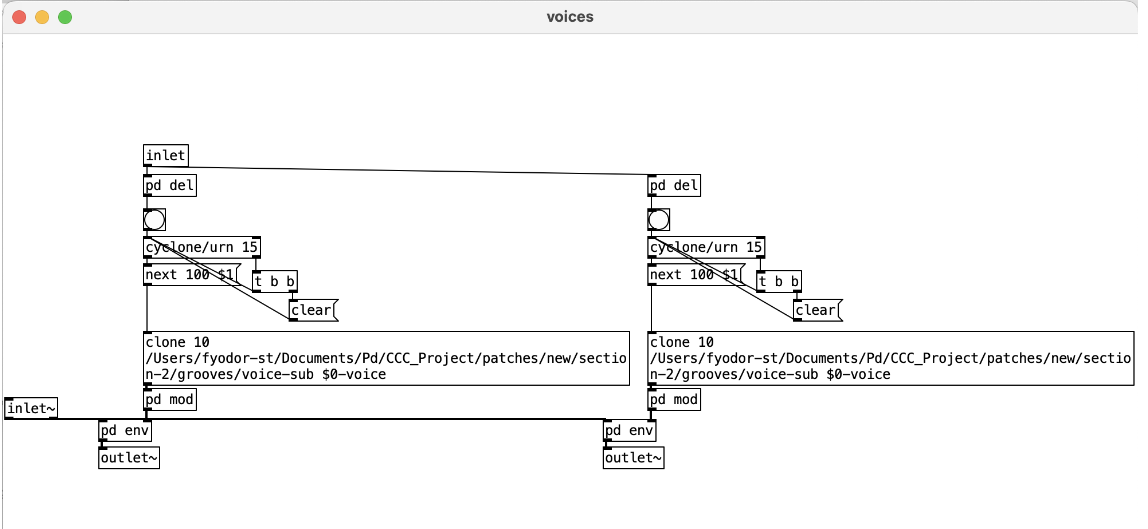 voices
inlet
pd del
pd del
cyclone/urn 15
cyclone/urn 15
next 100 $1
next 100 $1
t b b
t b b
clear
clear
clone 10
/Users/fyodor-st/Documents/Pd/CCC_Project/patches/new/sectio
n-2/grooves/voice-sub $0-voice
clone 10
/Users/fyodor-st/Documents/Pd/CCC_Project/patches/new/sectio
n-2/grooves/voice-sub $0-voice
pd mod
pd mod
inlet~
pd env
pd env
outlet~
outlet~